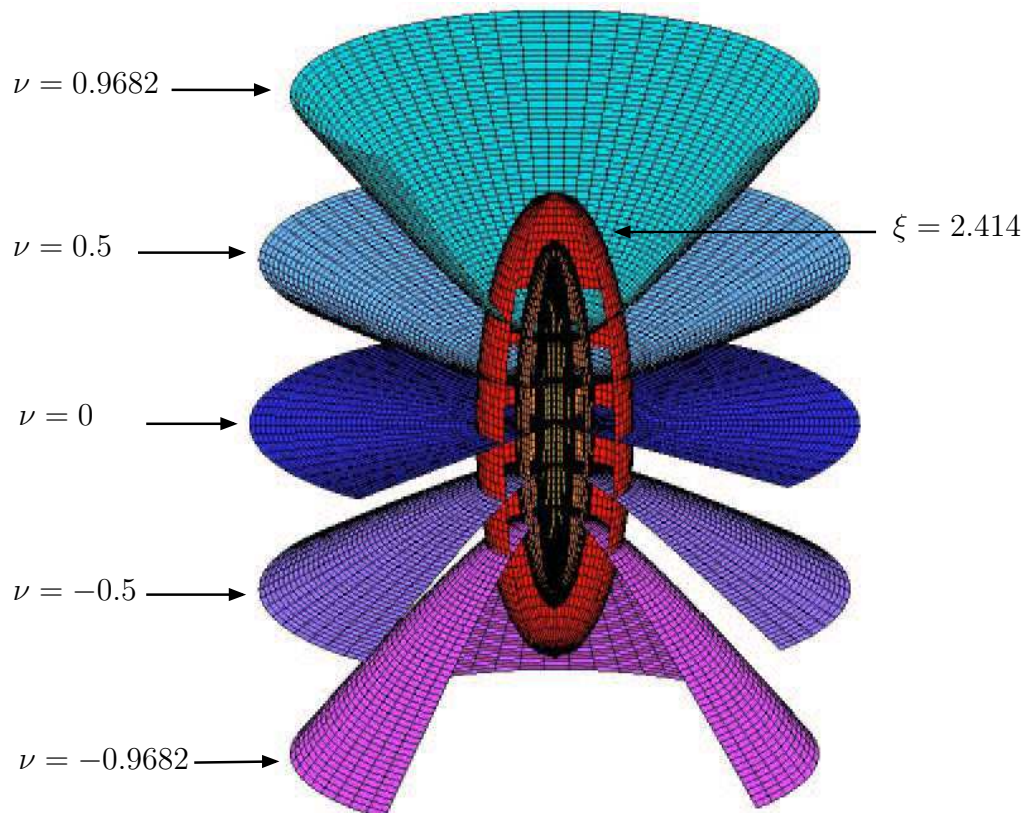 ν = 0.9682
ν = 0.5
ξ = 2.414
ν = 0
ν = −0.5
ν = −0.9682